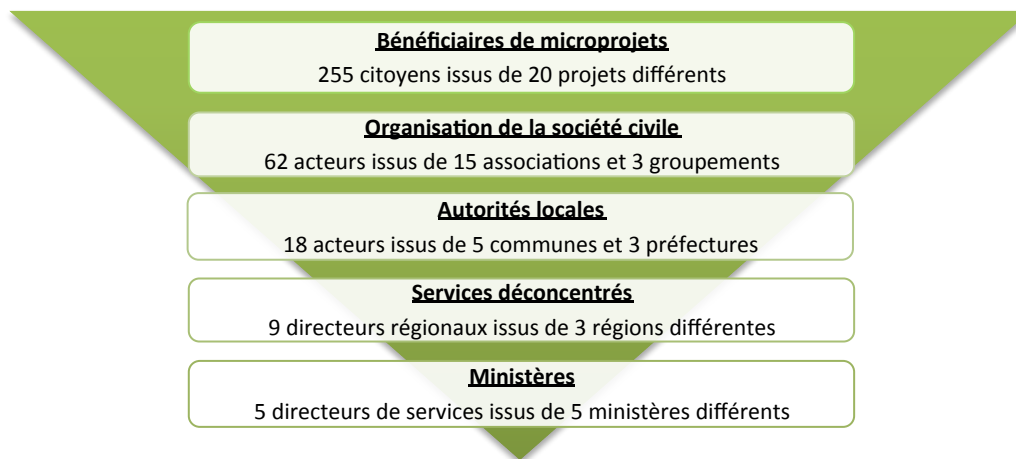 Bénéficiaires de microprojets
255 citoyens issus de 20 projets différents
Organisation de la société civile
62 acteurs issus de 15 associations et 3 groupements
Autorités locales
18 acteurs issus de 5 communes et 3 préfectures
Services déconcentrés
9 directeurs régionaux issus de 3 régions différentes
Ministères
5 directeurs de services issus de 5 ministères différents